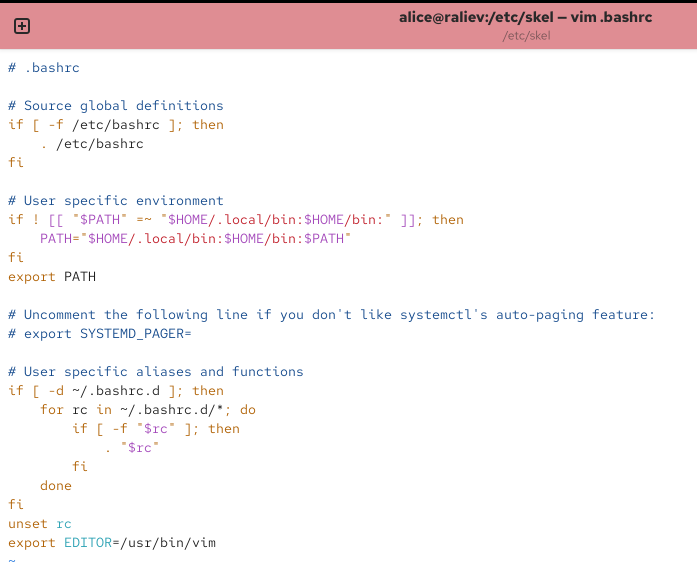 alice@raliev:/etc/skel — vim .bashrc
/etc/skel
# .bashrc

# Source global definitions
if [ -f /etc/bashrc ]; then
    . /etc/bashrc
fi

# User specific environment
if ! [[ "$PATH" =~ "$HOME/.local/bin:$HOME/bin:" ]]; then
    PATH="$HOME/.local/bin:$HOME/bin:$PATH"
fi
export PATH

# Uncomment the following line if you don't like systemctl's auto-paging feature:
# export SYSTEMD_PAGER=

# User specific aliases and functions
if [ -d ~/.bashrc.d ]; then
    for rc in ~/.bashrc.d/*; do
        if [ -f "$rc" ]; then
            . "$rc"
        fi
    done
fi
unset rc
export EDITOR=/usr/bin/vim
~